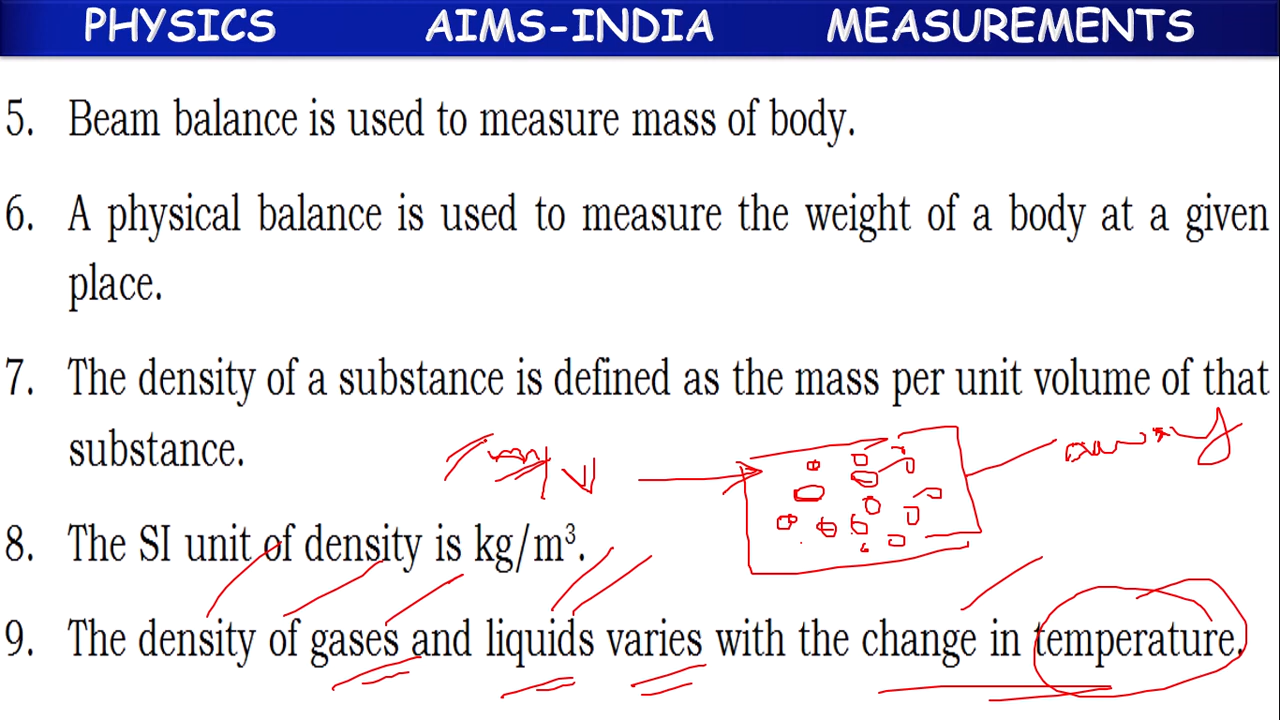 PHYSICS AIMS-INDIA MEASUREMENTS
5. Beam balance is used to measure mass of body.
6. A physical balance is used to measure the weight of a body at a given
place.
7. The density of a substance is defined as the mass per unit volume of that
substance.
8. The SI unit of density is kg/m³.
9. The density of gases and liquids varies with the change in temperature.